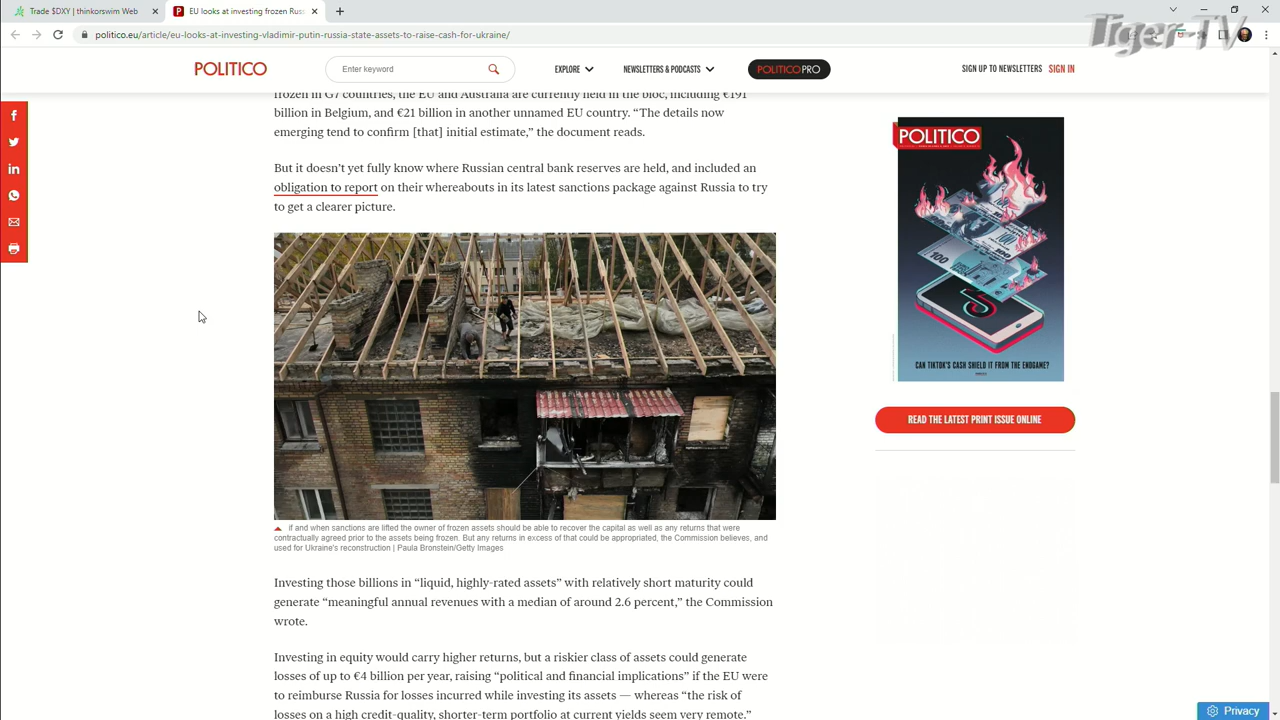 Trade $DXY | thinkorswim Web
EU looks at investing frozen Russ
Tiger-TV
politico.eu/article/eu-looks-at-investing-vladimir-putin-russia-state-assets-to-raise-cash-for-ukraine/
POLITICO
Enter keyword
EXPLORE
NEWSLETTERS & PODCASTS
POLITICO PRO
SIGN UP TO NEWSLETTERS SIGN IN
frozen in G7 countries, the EU and Australia are currently held in the bloc, including €191
billion in Belgium, and €21 billion in another unnamed EU country. “The details now
emerging tend to confirm [that] initial estimate,” the document reads.
But it doesn’t yet fully know where Russian central bank reserves are held, and included an
obligation to report on their whereabouts in its latest sanctions package against Russia to try
to get a clearer picture.
if and when sanctions are lifted the owner of frozen assets should be able to recover the capital as well as any returns that were
contractually agreed prior to the assets being frozen. But any returns in excess of that could be appropriated, the Commission believes, and
used for Ukraine's reconstruction | Paula Bronstein/Getty Images
Investing those billions in “liquid, highly-rated assets” with relatively short maturity could
generate “meaningful annual revenues with a median of around 2.6 percent,” the Commission
wrote.
Investing in equity would carry higher returns, but a riskier class of assets could generate
losses of up to €4 billion per year, raising “political and financial implications” if the EU were
to reimburse Russia for losses incurred while investing its assets — whereas “the risk of
losses on a high credit-quality, shorter-term portfolio at current yields seem very remote.”
POLITICO
100
100
CAN TIKTOK'S CASH SHIELD IT FROM THE ENDGAME?
READ THE LATEST PRINT ISSUE ONLINE
Privacy